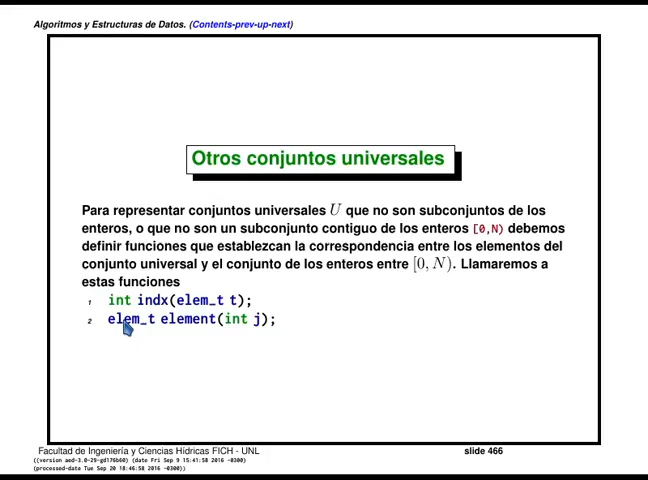 Algoritmos y Estructuras de Datos. (Contents-prev-up-next)
Otros conjuntos universales
Para representar conjuntos universales U que no son subconjuntos de los
enteros, o que no son un subconjunto contiguo de los enteros [0,N) debemos
definir funciones que establezcan la correspondencia entre los elementos del
conjunto universal y el conjunto de los enteros entre [0, N). Llamaremos a
estas funciones
1 int indx(elem_t t);
2 elem_t element(int j);
Facultad de Ingeniería y Ciencias Hídricas FICH - UNL slide 466
((version aed-3.0-29-gd176b60) (date Fri Sep 9 15:41:58 2016 -0300)
(processed-date Tue Sep 20 18:46:58 2016 -0300))